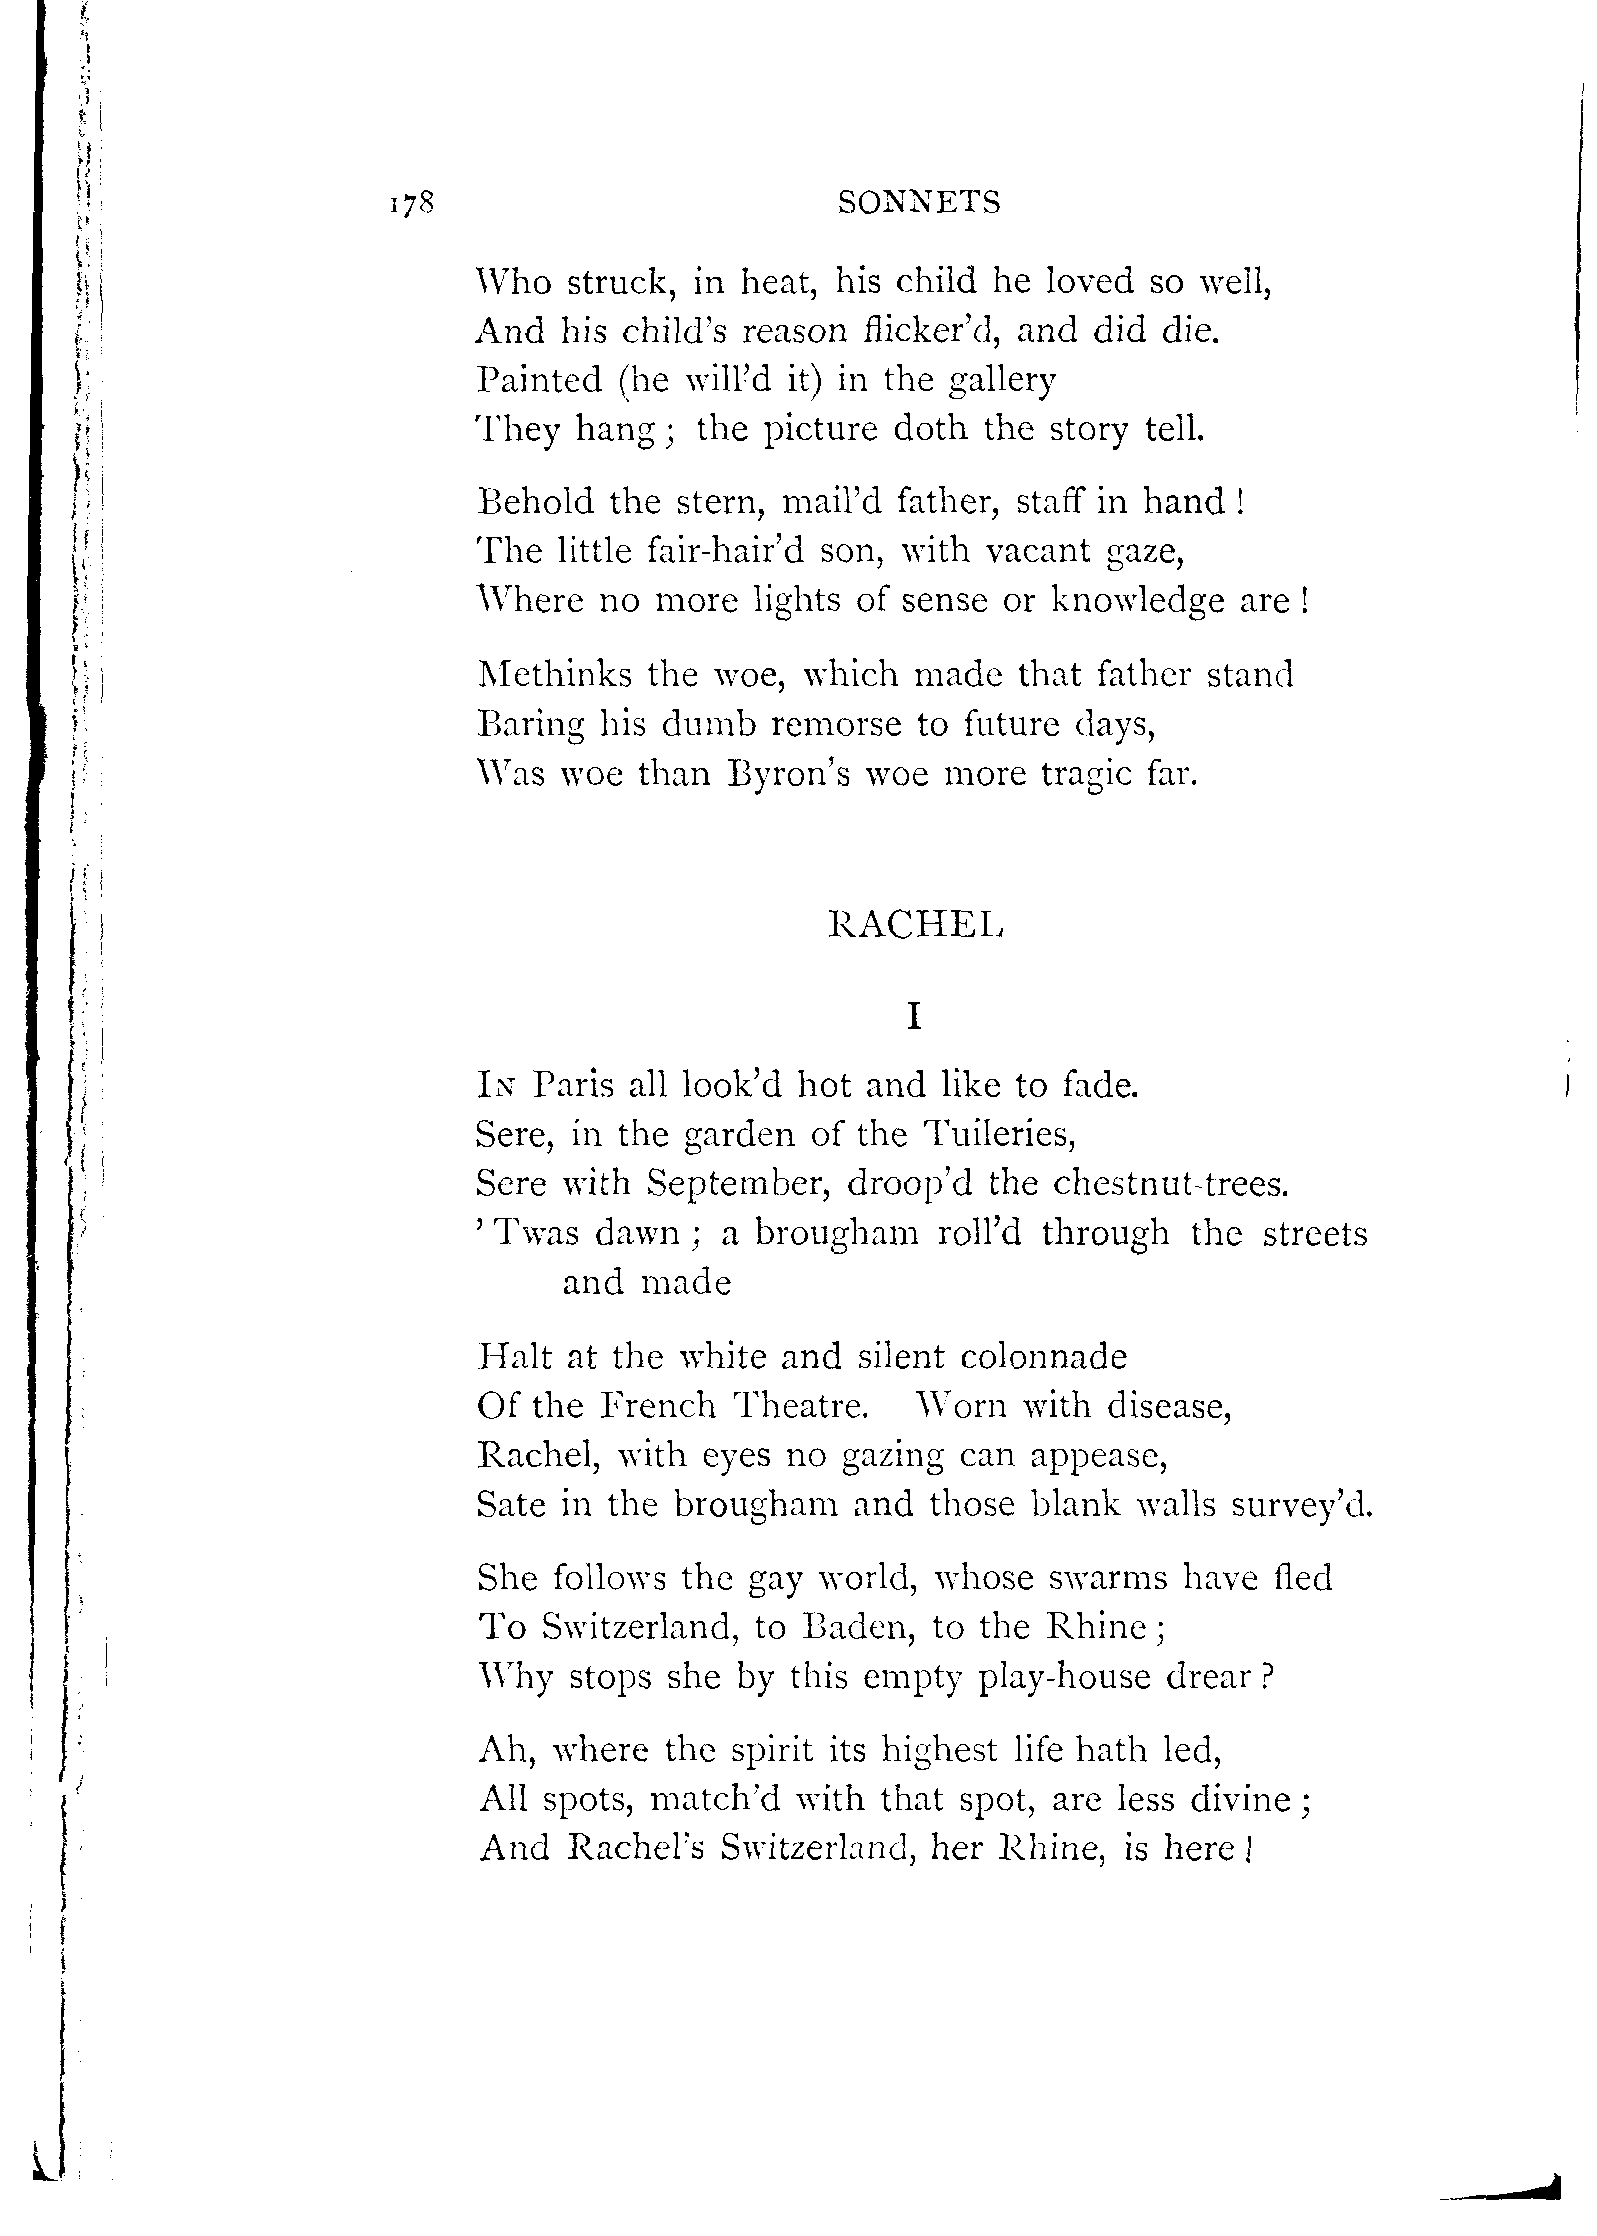 178 SONNETS
Who struck, in heat, his child he loved so well,
And his child's reason flicker'd, and did die.
Painted (he will'd it) in the gallery
They hang; the picture doth the story tell.
Behold the stern, mail'd father, staff in hand!
The little fair-hair'd son, with vacant gaze,
Where no more lights of sense or knowledge are!
Methinks the woe, which made that father stand
Baring his dumb remorse to future days,
Was woe than Byron's woe more tragic far.
RACHEL
I
IN Paris all look'd hot and like to fade.
Sere, in the garden of the Tuileries,
Sere with September, droop'd the chestnut-trees.
'Twas dawn; a brougham roll'd through the streets
and made
Halt at the white and silent colonnade
Of the French Theatre. Worn with disease,
Rachel, with eyes no gazing can appease,
Sate in the brougham and those blank walls survey'd.
She follows the gay world, whose swarms have fled
To Switzerland, to Baden, to the Rhine;
Why stops she by this empty play-house drear?
Ah, where the spirit its highest life hath led,
All spots, match'd with that spot, are less divine;
And Rachel's Switzerland, her Rhine, is here!